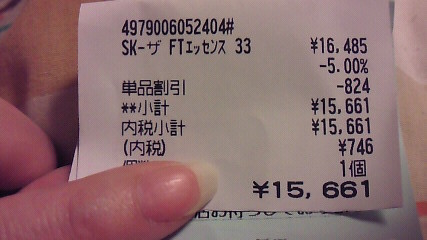 4979006052404#
SK-ザ FTエッセンス 33 ¥16,485
-5.00%
単品割引 -824
**小計 ¥15,661
内税小計 ¥15,661
(内税) ¥746
1個
¥15,661